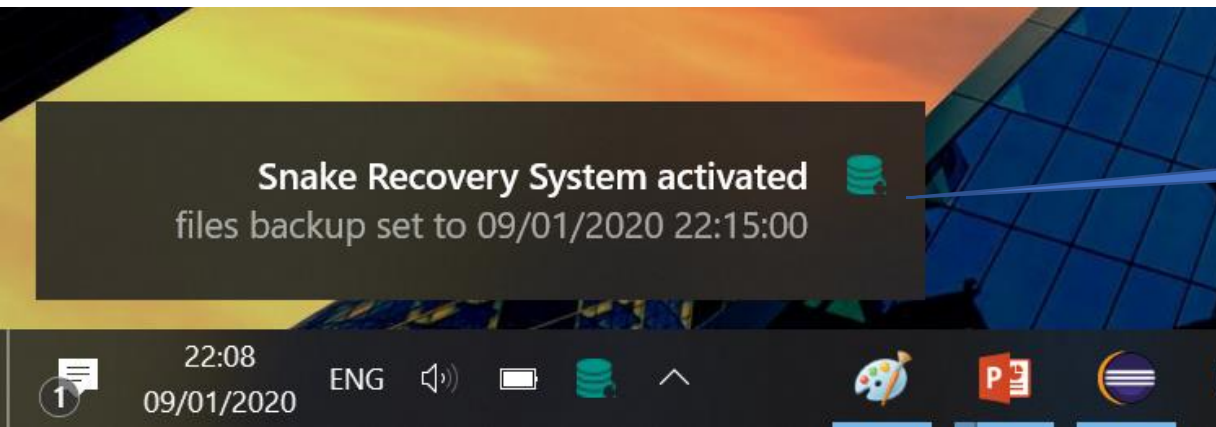 Snake Recovery System activated
files backup set to 09/01/2020 22:15:00
22:08
09/01/2020
ENG
1
P